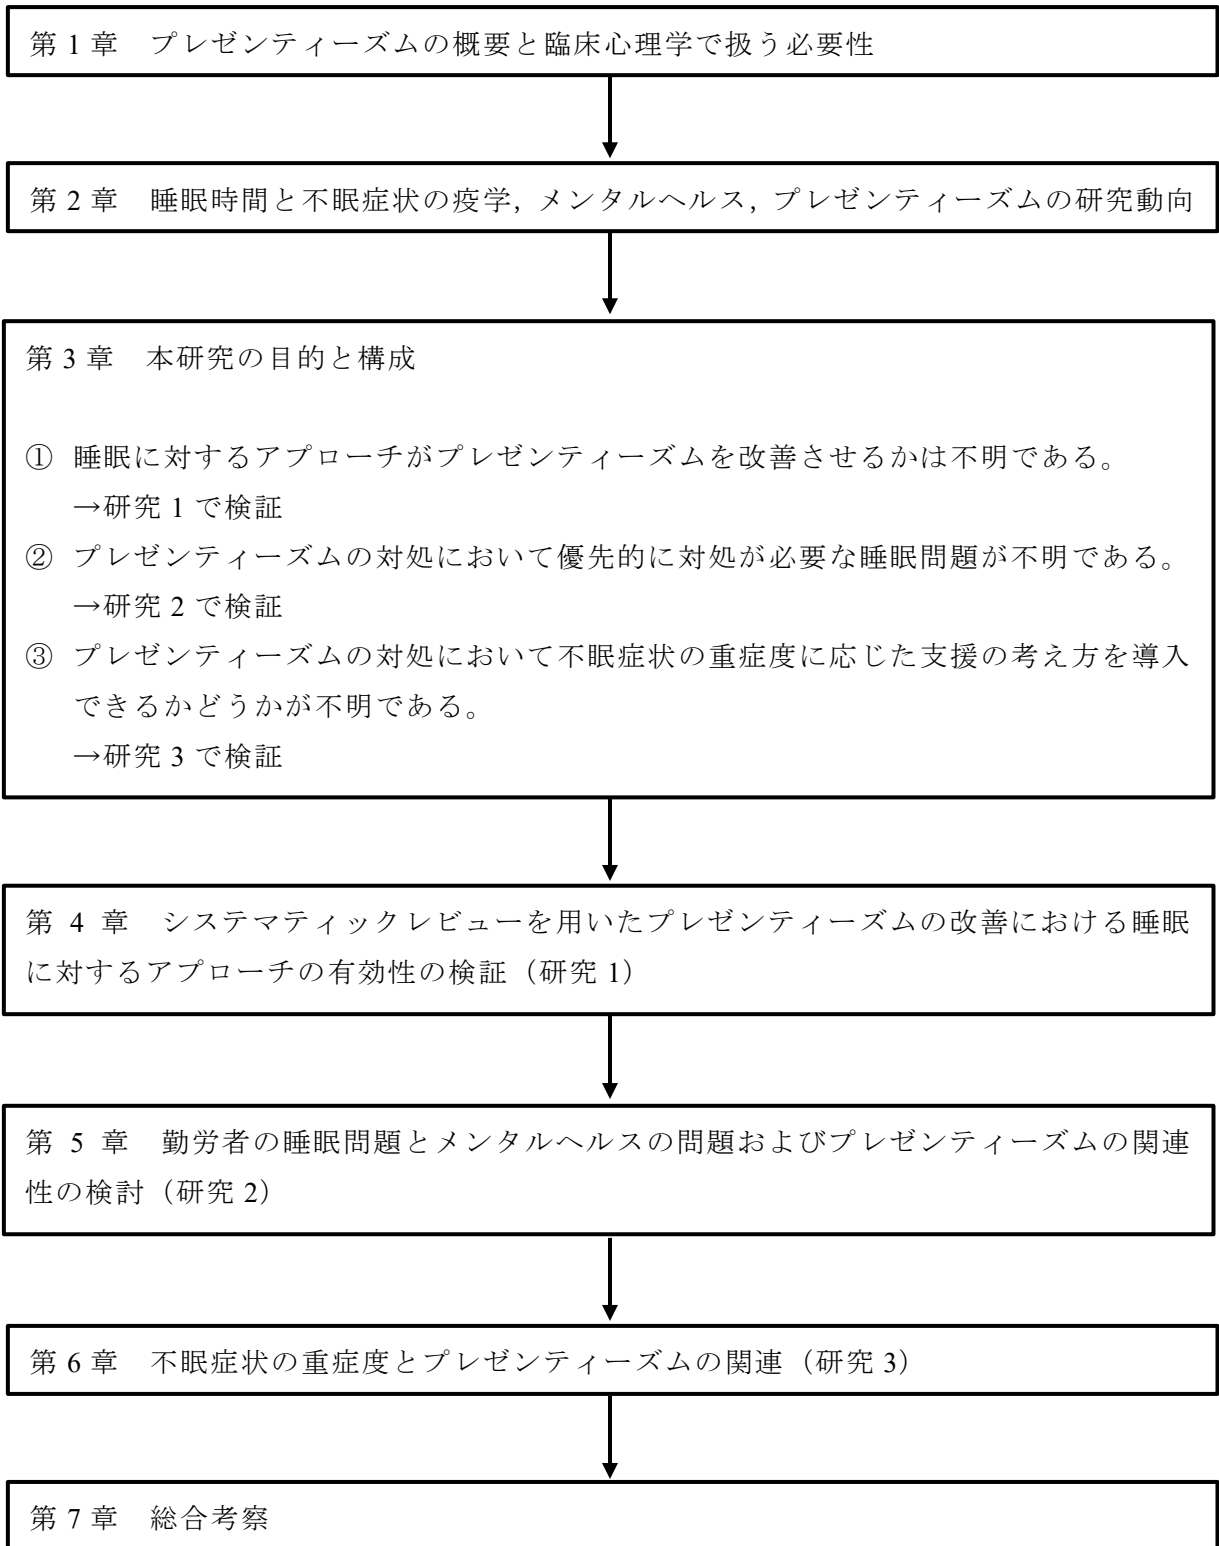 第 1 章　プレゼンティーズムの概要と臨床心理学で扱う必要性
第 2 章　睡眠時間と不眠症状の疫学, メンタルヘルス, プレゼンティーズムの研究動向
第 3 章　本研究の目的と構成
① 睡眠に対するアプローチがプレゼンティーズムを改善させるかは不明である。
→研究 1 で検証
② プレゼンティーズムの対処において優先的に対処が必要な睡眠問題が不明である。
→研究 2 で検証
③ プレゼンティーズムの対処において不眠症状の重症度に応じた支援の考え方を導入
できるかどうかが不明である。
→研究 3 で検証
第 4 章　システマティックレビューを用いたプレゼンティーズムの改善における睡眠
に対するアプローチの有効性の検証（研究 1）
第 5 章　勤労者の睡眠問題とメンタルヘルスの問題およびプレゼンティーズムの関連
性の検討（研究 2）
第 6 章　不眠症状の重症度とプレゼンティーズムの関連（研究 3）
第 7 章　総合考察